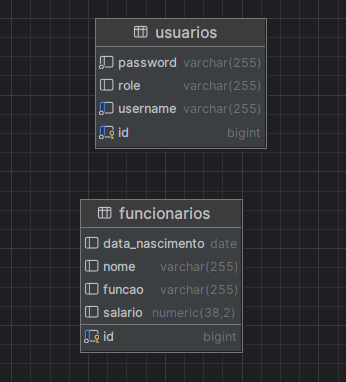 usuarios
password varchar(255)
role varchar(255)
username varchar(255)
id bigint
funcionarios
data_nascimento date
nome varchar(255)
funcao varchar(255)
salario numeric(38,2)
id bigint